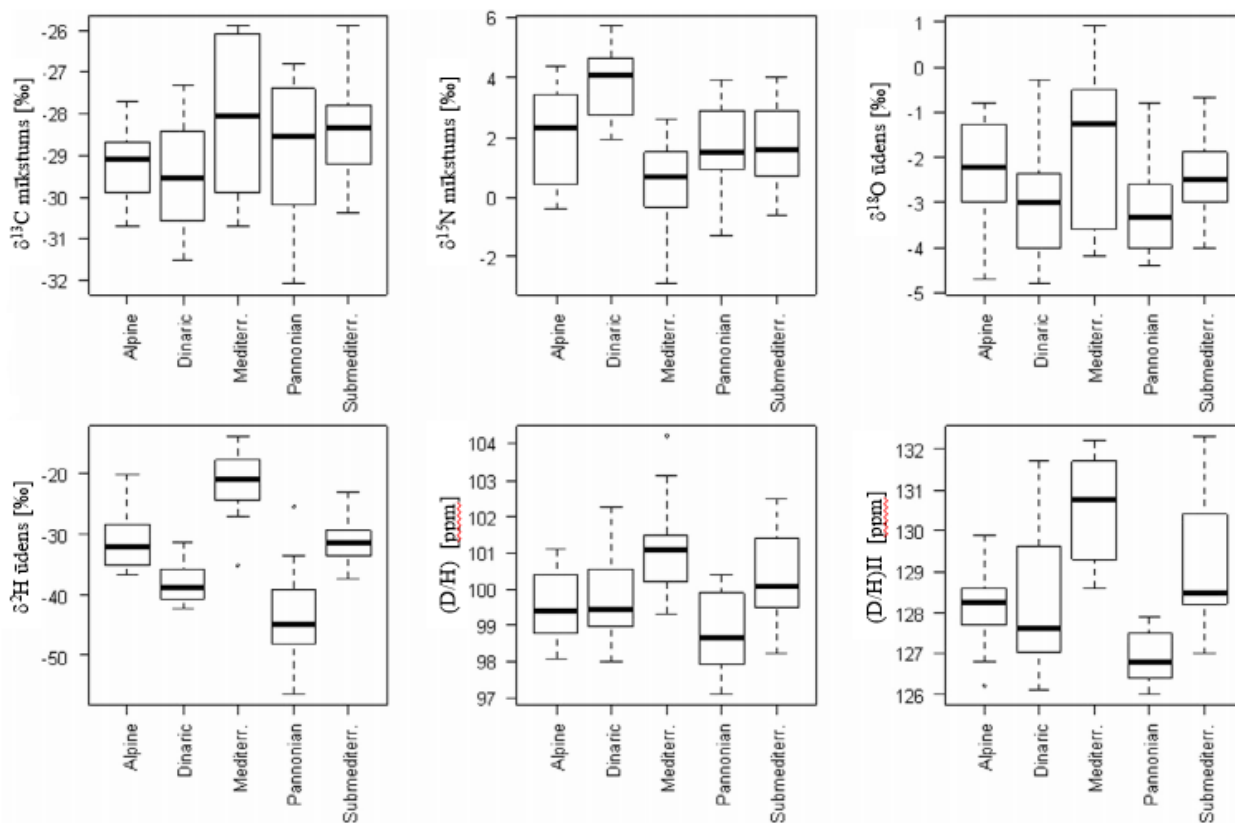 δ¹³C mīkstums [‰]
-26
-27
-28
-29
-30
-31
-32
Alpine
Dinaric
Mediterr.
Pannonian
Submediterr.
δ¹⁵N mīkstums [‰]
6
4
2
0
-2
Alpine
Dinaric
Mediterr.
Pannonian
Submediterr.
δ¹⁸O ūdens [‰]
1
0
-1
-2
-3
-4
-5
Alpine
Dinaric
Mediterr.
Pannonian
Submediterr.
δ²H ūdens [‰]
-20
-30
-40
-50
Alpine
Dinaric
Mediterr.
Pannonian
Submediterr.
(D/H) [ppm]
104
103
102
101
100
99
98
97
Alpine
Dinaric
Mediterr.
Pannonian
Submediterr.
(D/H)II [ppm]
132
131
130
129
128
127
126
Alpine
Dinaric
Mediterr.
Pannonian
Submediterr.